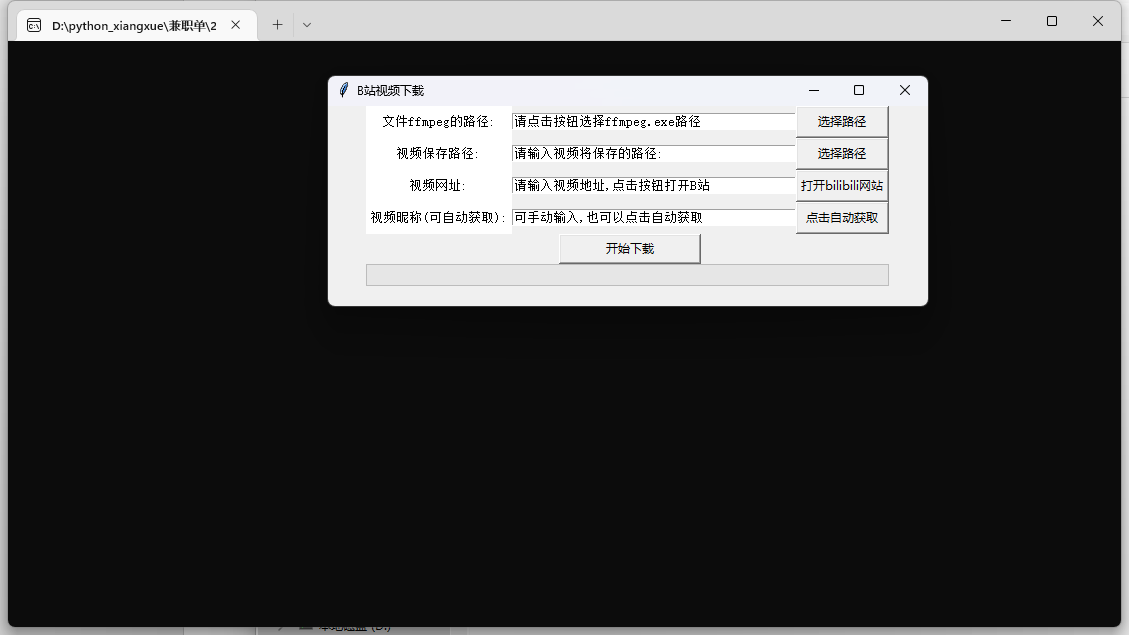 D:\python_xiangxue\兼职单\2
B站视频下载
文件ffmpeg的路径: 请点击按钮选择ffmpeg.exe路径 选择路径
视频保存路径: 请输入视频将保存的路径: 选择路径
视频网址: 请输入视频地址,点击按钮打开B站 打开bilibili网站
视频昵称(可自动获取): 可手动输入,也可以点击自动获取 点击自动获取
开始下载
本地磁盘 (D:)